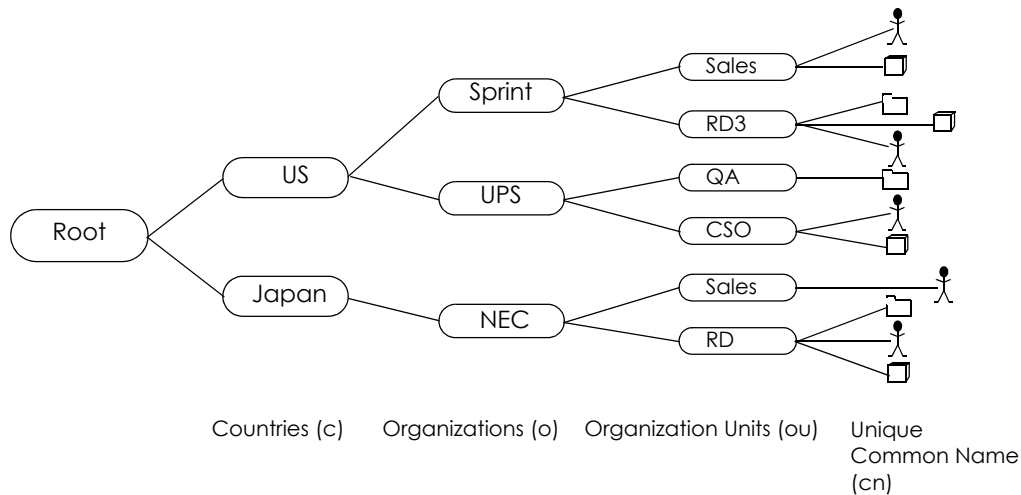 Sales
Sprint
RD3
US
QA
UPS
CSO
Root
Sales
Japan
NEC
RD
Countries (c)
Organizations (o)
Organization Units (ou)
Unique
Common Name
(cn)